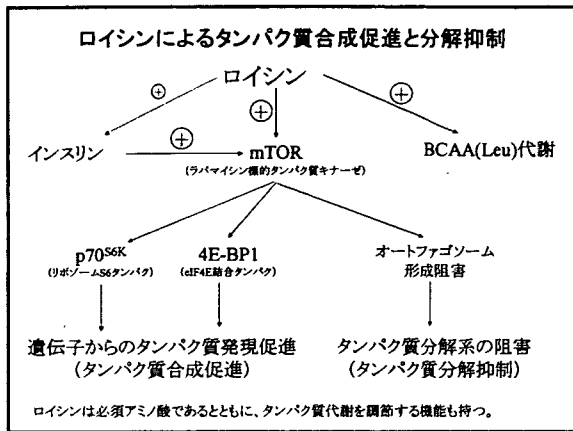 ロイシンによるタンパク質合成促進と分解抑制
ロイシン
+
+
+
インスリン
+
mTOR
(ラパマイシン標的タンパク質キナーゼ)
BCAA(Leu)代謝
p70S6K
(リボソームS6タンパク)
4E-BP1
(eIF4E結合タンパク)
オートファゴソーム
形成阻害
遺伝子からのタンパク質発現促進
(タンパク質合成促進)
タンパク質分解系の阻害
(タンパク質分解抑制)
ロイシンは必須アミノ酸であるとともに、タンパク質代謝を調節する機能も持つ。